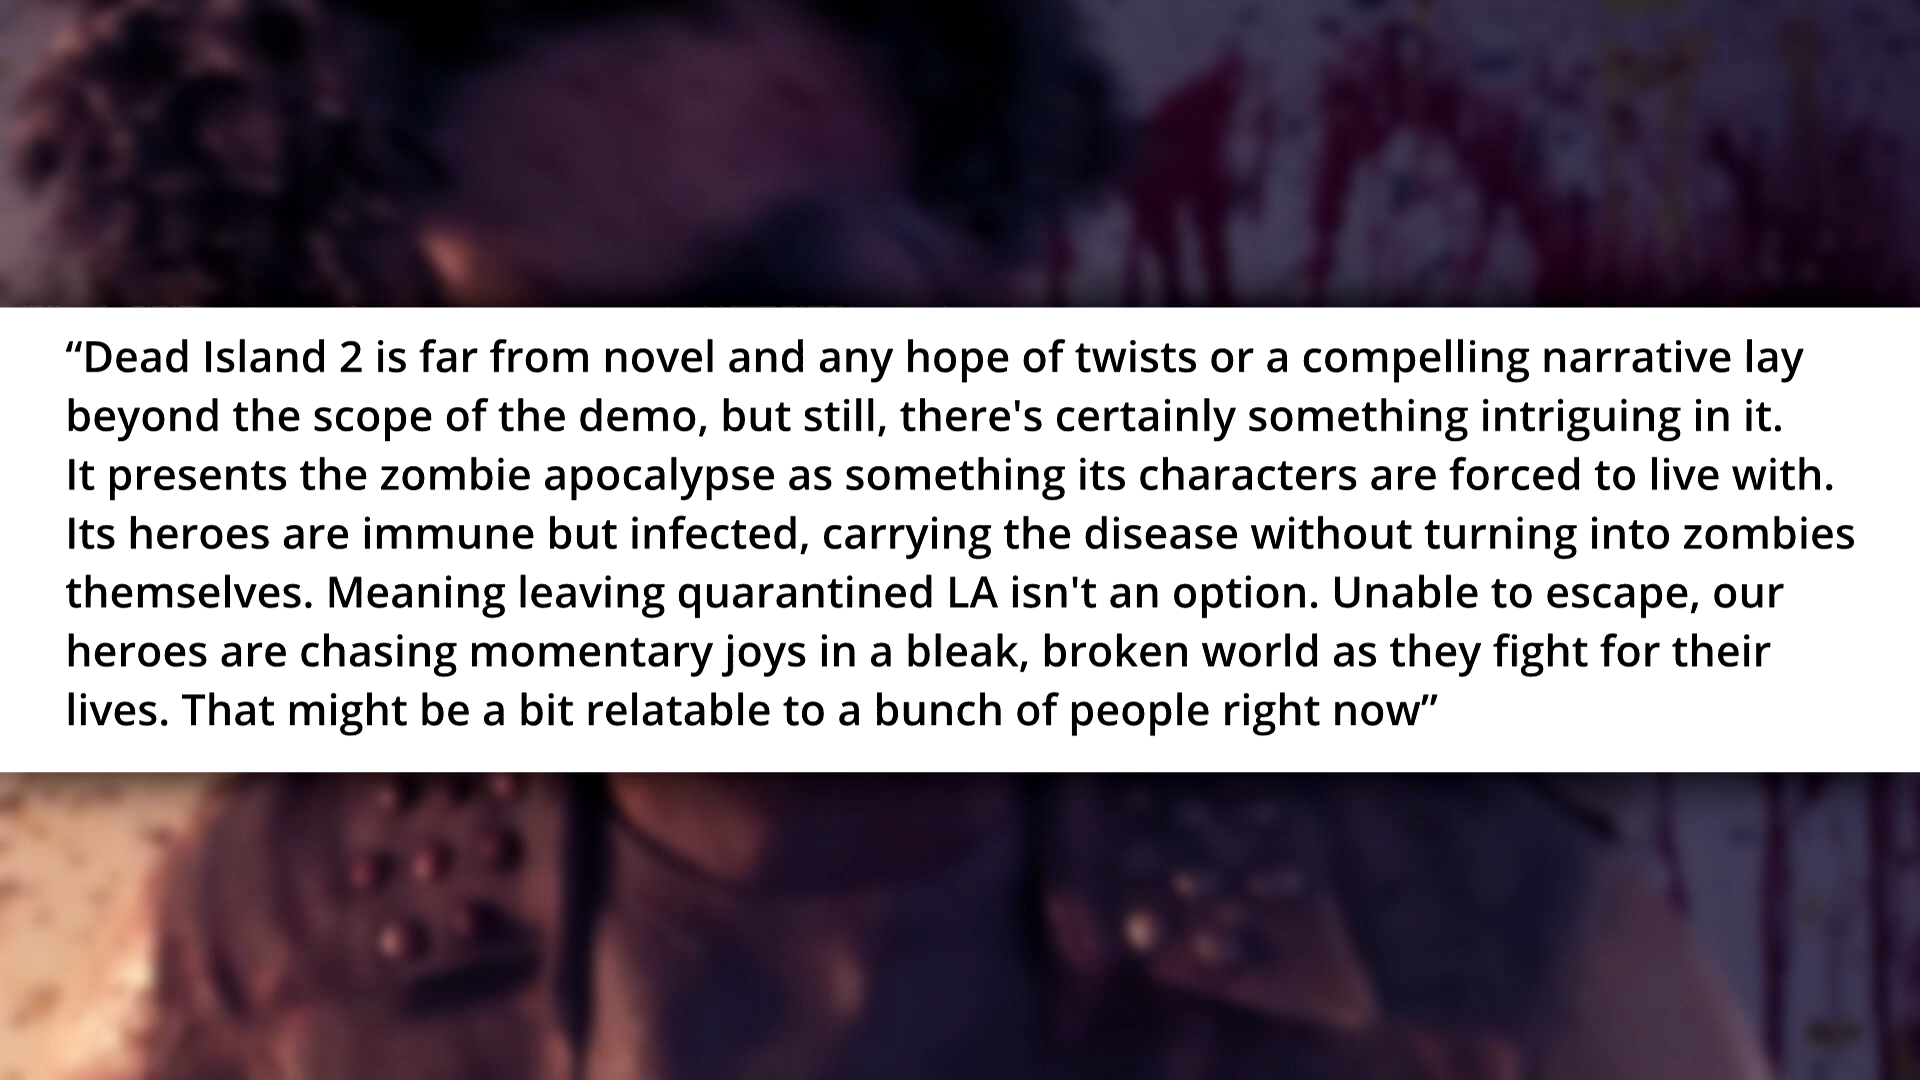 “Dead Island 2 is far from novel and any hope of twists or a compelling narrative lay
beyond the scope of the demo, but still, there's certainly something intriguing in it.
It presents the zombie apocalypse as something its characters are forced to live with.
Its heroes are immune but infected, carrying the disease without turning into zombies
themselves. Meaning leaving quarantined LA isn't an option. Unable to escape, our
heroes are chasing momentary joys in a bleak, broken world as they fight for their
lives. That might be a bit relatable to a bunch of people right now”